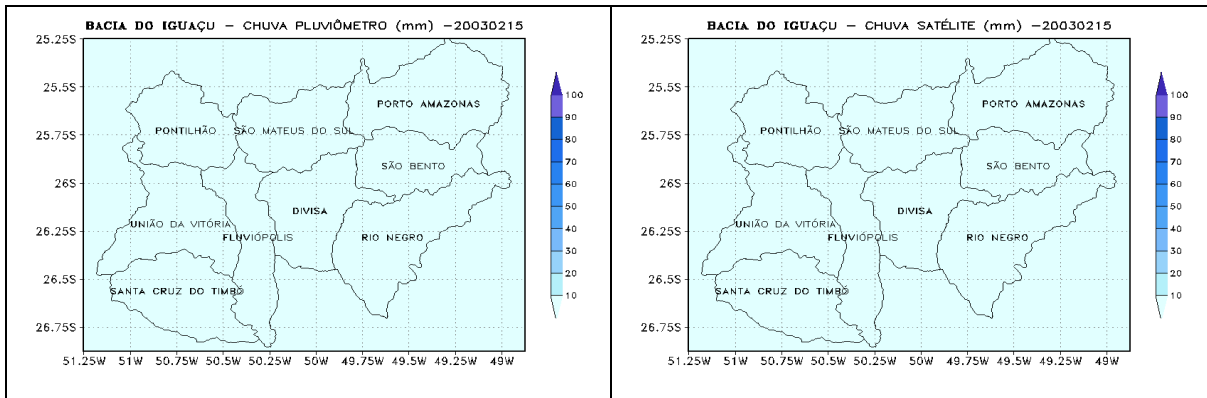 BACIA DO IGUAÇU – CHUVA PLUVIÔMETRO (mm) –20030215
25.25S
25.5S
25.75S
26S
26.25S
26.5S
26.75S
PORTO AMAZONAS
PONTILHÃO
SÃO MATEUS DO SUL
SÃO BENTO
DIVISA
UNIÃO DA VITÓRIA
FLUVIÓPOLIS
RIO NEGRO
SANTA CRUZ DO TIMBÓ
51.25W 51W 50.75W 50.5W 50.25W 50W 49.75W 49.5W 49.25W 49W
100
90
80
70
60
50
40
30
20
10
BACIA DO IGUAÇU – CHUVA SATÉLITE (mm) –20030215
25.25S
25.5S
25.75S
26S
26.25S
26.5S
26.75S
PORTO AMAZONAS
PONTILHÃO
SÃO MATEUS DO SUL
SÃO BENTO
DIVISA
UNIÃO DA VITÓRIA
FLUVIÓPOLIS
RIO NEGRO
SANTA CRUZ DO TIMBÓ
51.25W 51W 50.75W 50.5W 50.25W 50W 49.75W 49.5W 49.25W 49W
100
90
80
70
60
50
40
30
20
10